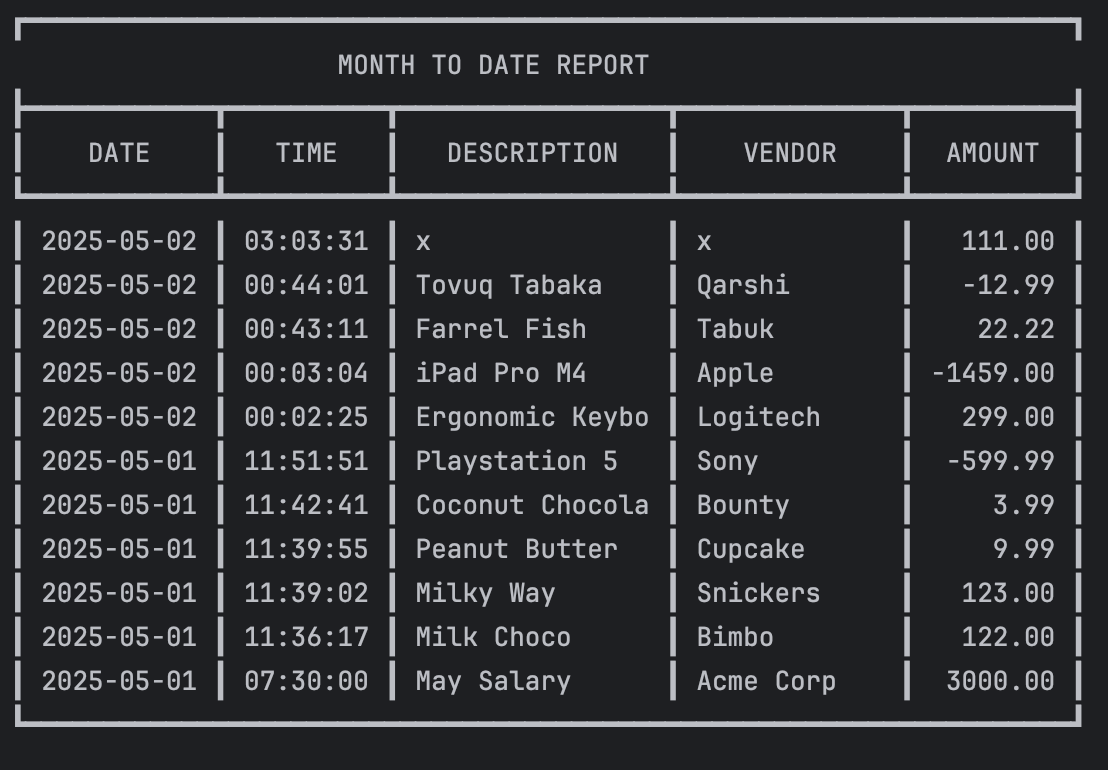 MONTH TO DATE REPORT
DATE TIME DESCRIPTION VENDOR AMOUNT
2025-05-02 03:03:31 x x 111.00
2025-05-02 00:44:01 Tovuq Tabaka Qarshi -12.99
2025-05-02 00:43:11 Farrel Fish Tabuk 22.22
2025-05-02 00:03:04 iPad Pro M4 Apple -1459.00
2025-05-02 00:02:25 Ergonomic Keybo Logitech 299.00
2025-05-01 11:51:51 Playstation 5 Sony -599.99
2025-05-01 11:42:41 Coconut Chocola Bounty 3.99
2025-05-01 11:39:55 Peanut Butter Cupcake 9.99
2025-05-01 11:39:02 Milky Way Snickers 123.00
2025-05-01 11:36:17 Milk Choco Bimbo 122.00
2025-05-01 07:30:00 May Salary Acme Corp 3000.00